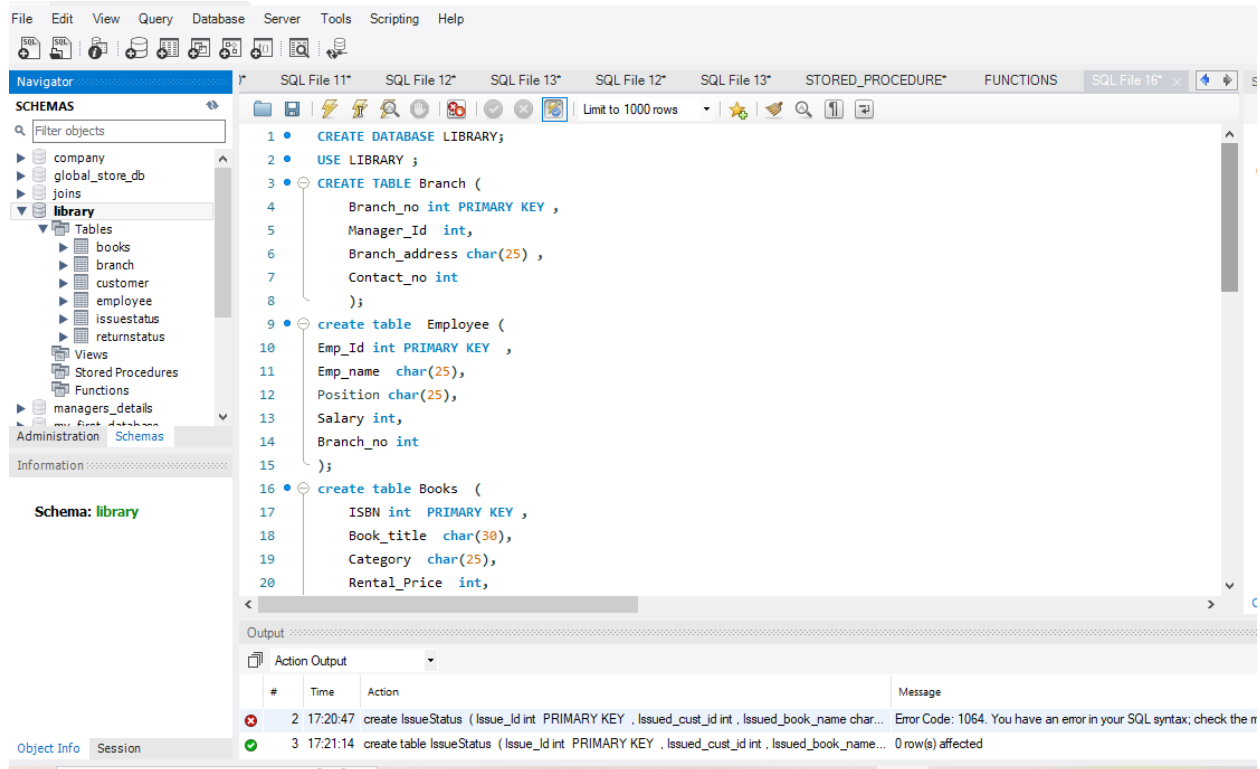 File Edit View Query Database Server Tools Scripting Help
Navigator
SCHEMAS
Filter objects
company
global_store_db
joins
library
Tables
books
branch
customer
employee
issuestatus
returnstatus
Views
Stored Procedures
Functions
managers_details
Administration Schemas
Information
Schema: library
Object Info Session
SQL File 11* SQL File 12* SQL File 13* SQL File 12* SQL File 13* STORED_PROCEDURE* FUNCTIONS SQL File 16*
Limit to 1000 rows
1 CREATE DATABASE LIBRARY;
2 USE LIBRARY ;
3 CREATE TABLE Branch (
4 Branch_no int PRIMARY KEY ,
5 Manager_Id int,
6 Branch_address char(25) ,
7 Contact_no int
8 );
9 create table Employee (
10 Emp_Id int PRIMARY KEY ,
11 Emp_name char(25),
12 Position char(25),
13 Salary int,
14 Branch_no int
15 );
16 create table Books (
17 ISBN int PRIMARY KEY ,
18 Book_title char(30),
19 Category char(25),
20 Rental_Price int,
Output
Action Output
# Time Action Message
2 17:20:47 create IssueStatus ( Issue_Id int PRIMARY KEY , Issued_cust_id int , Issued_book_name char... Error Code: 1064. You have an error in your SQL syntax; check the m
3 17:21:14 create table IssueStatus ( Issue_Id int PRIMARY KEY , Issued_cust_id int , Issued_book_name... 0 row(s) affected